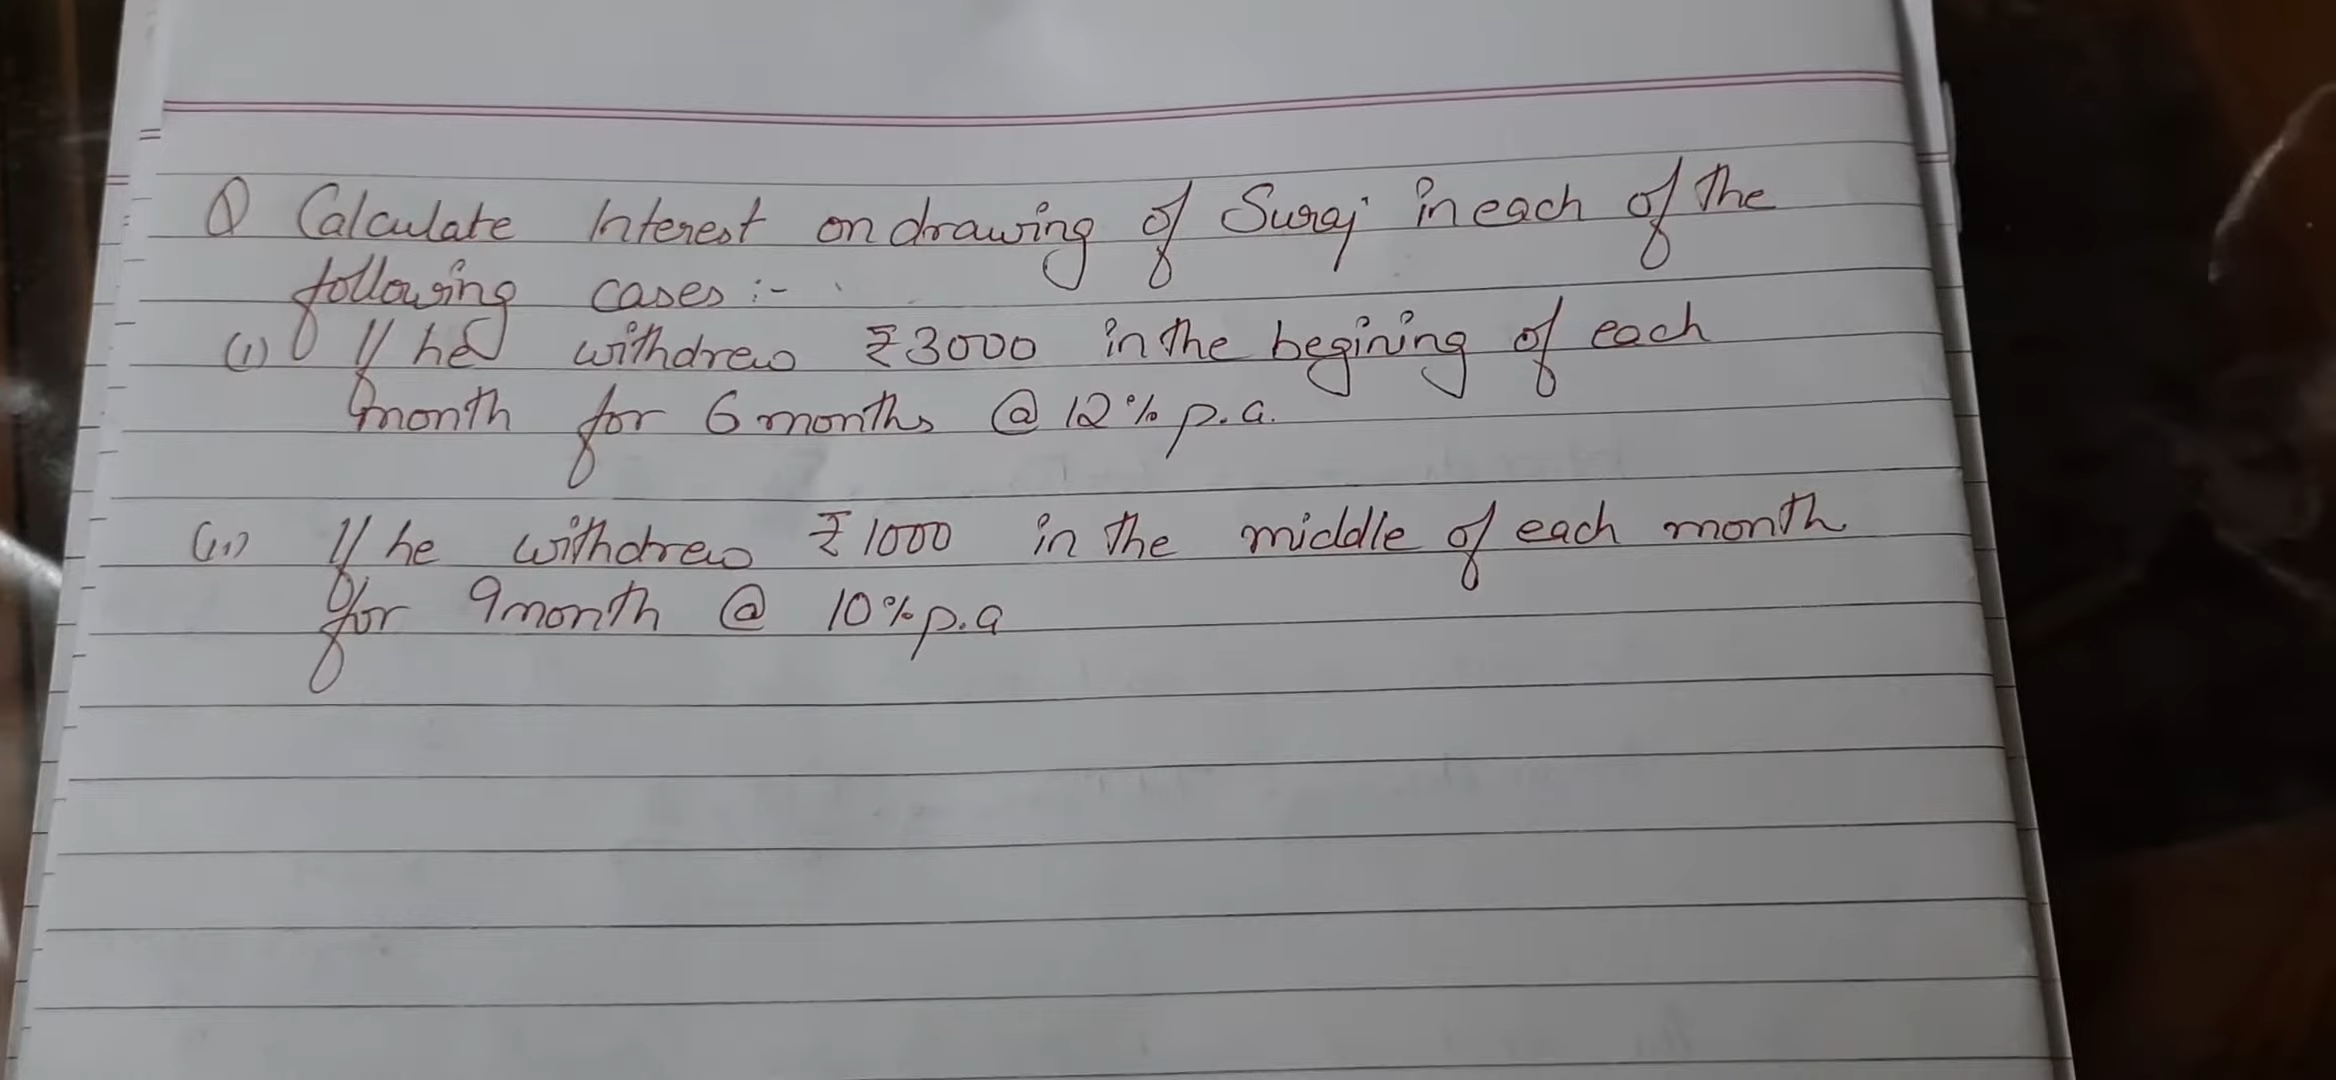 Q Calculate Interest on drawing of Suraj in each of the
following cases :-
(i) If he withdrew ₹3000 in the begining of each
month for 6 months @ 12% p.a.
(ii) If he withdrew ₹1000 in the middle of each month
for 9month @ 10% p.a